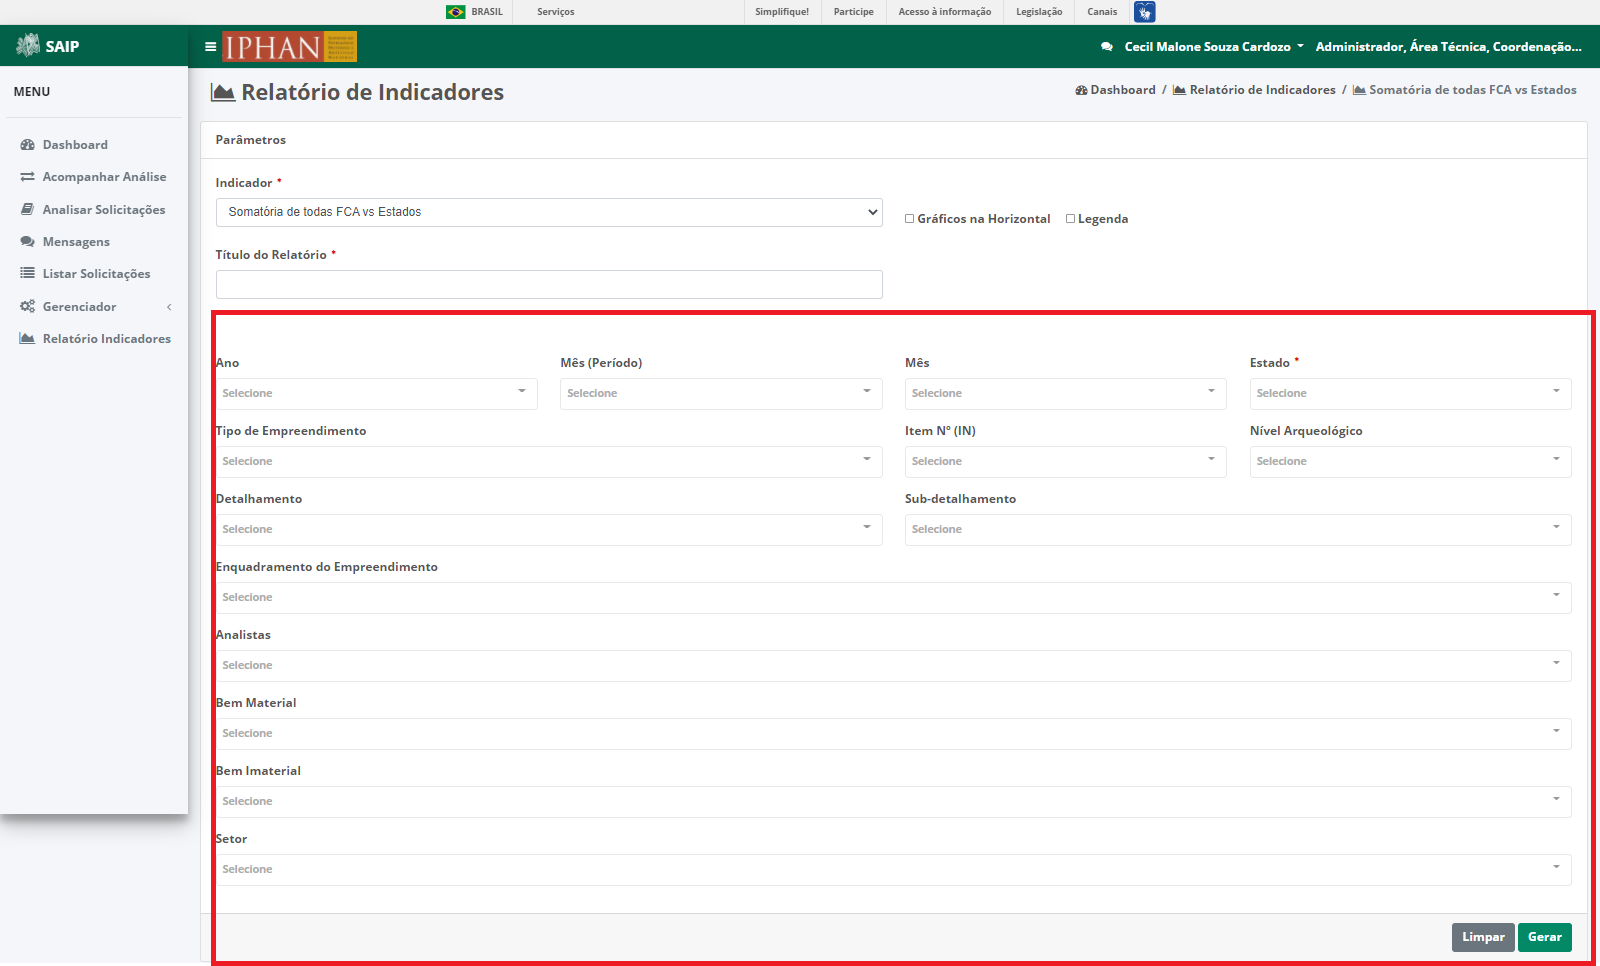 BRASIL Serviços Simplifique! Participe Acesso à informação Legislação Canais
SAIP
IPHAN
Cecil Malone Souza Cardozo Administrador, Área Técnica, Coordenação...
MENU
Dashboard
Acompanhar Análise
Analisar Solicitações
Mensagens
Listar Solicitações
Gerenciador
Relatório Indicadores
Relatório de Indicadores
Dashboard / Relatório de Indicadores / Somatória de todas FCA vs Estados
Parâmetros
Indicador *
Somatória de todas FCA vs Estados
Gráficos na Horizontal Legenda
Título do Relatório *
Ano Mês (Período) Mês Estado *
Selecione Selecione Selecione Selecione
Tipo de Empreendimento Item Nº (IN) Nível Arqueológico
Selecione Selecione Selecione
Detalhamento Sub-detalhamento
Selecione Selecione
Enquadramento do Empreendimento
Selecione
Analistas
Selecione
Bem Material
Selecione
Bem Imaterial
Selecione
Setor
Selecione
Limpar Gerar